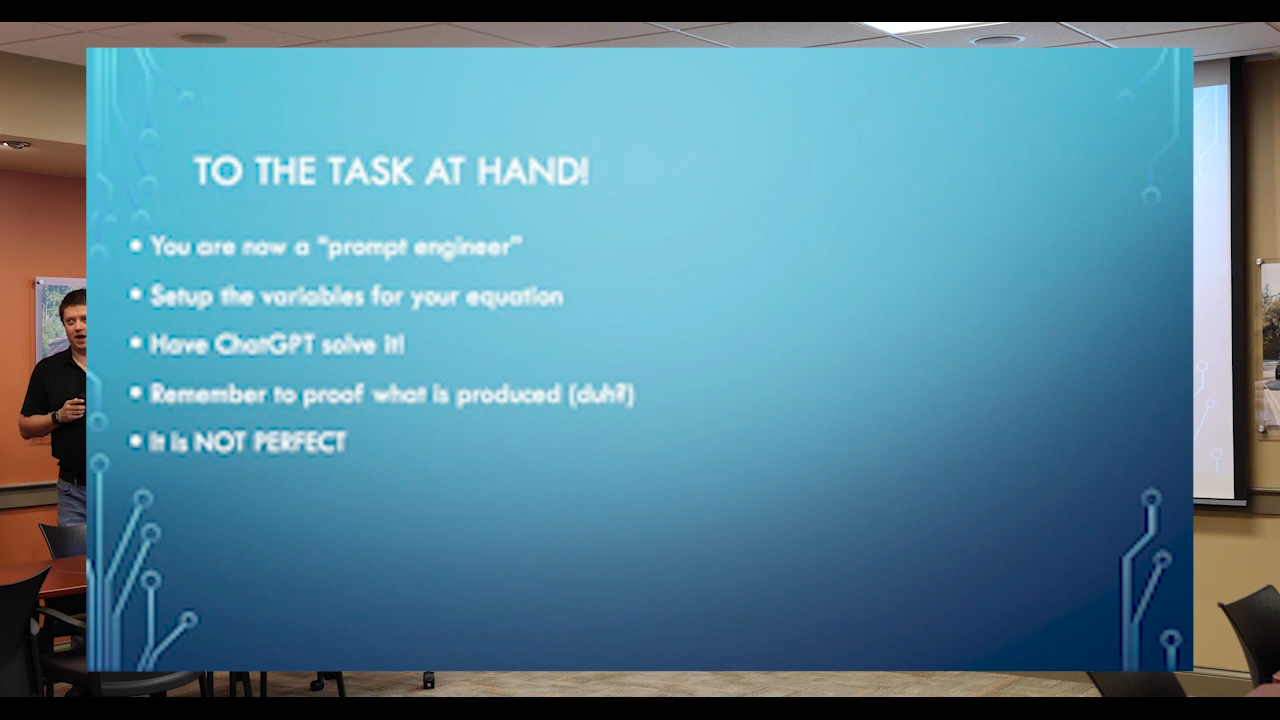 TO THE TASK AT HAND!
• You are now a "prompt engineer"
• Setup the variables for your equation
• Have ChatGPT solve it!
• Remember to proof what is produced (duh?)
• It is NOT PERFECT